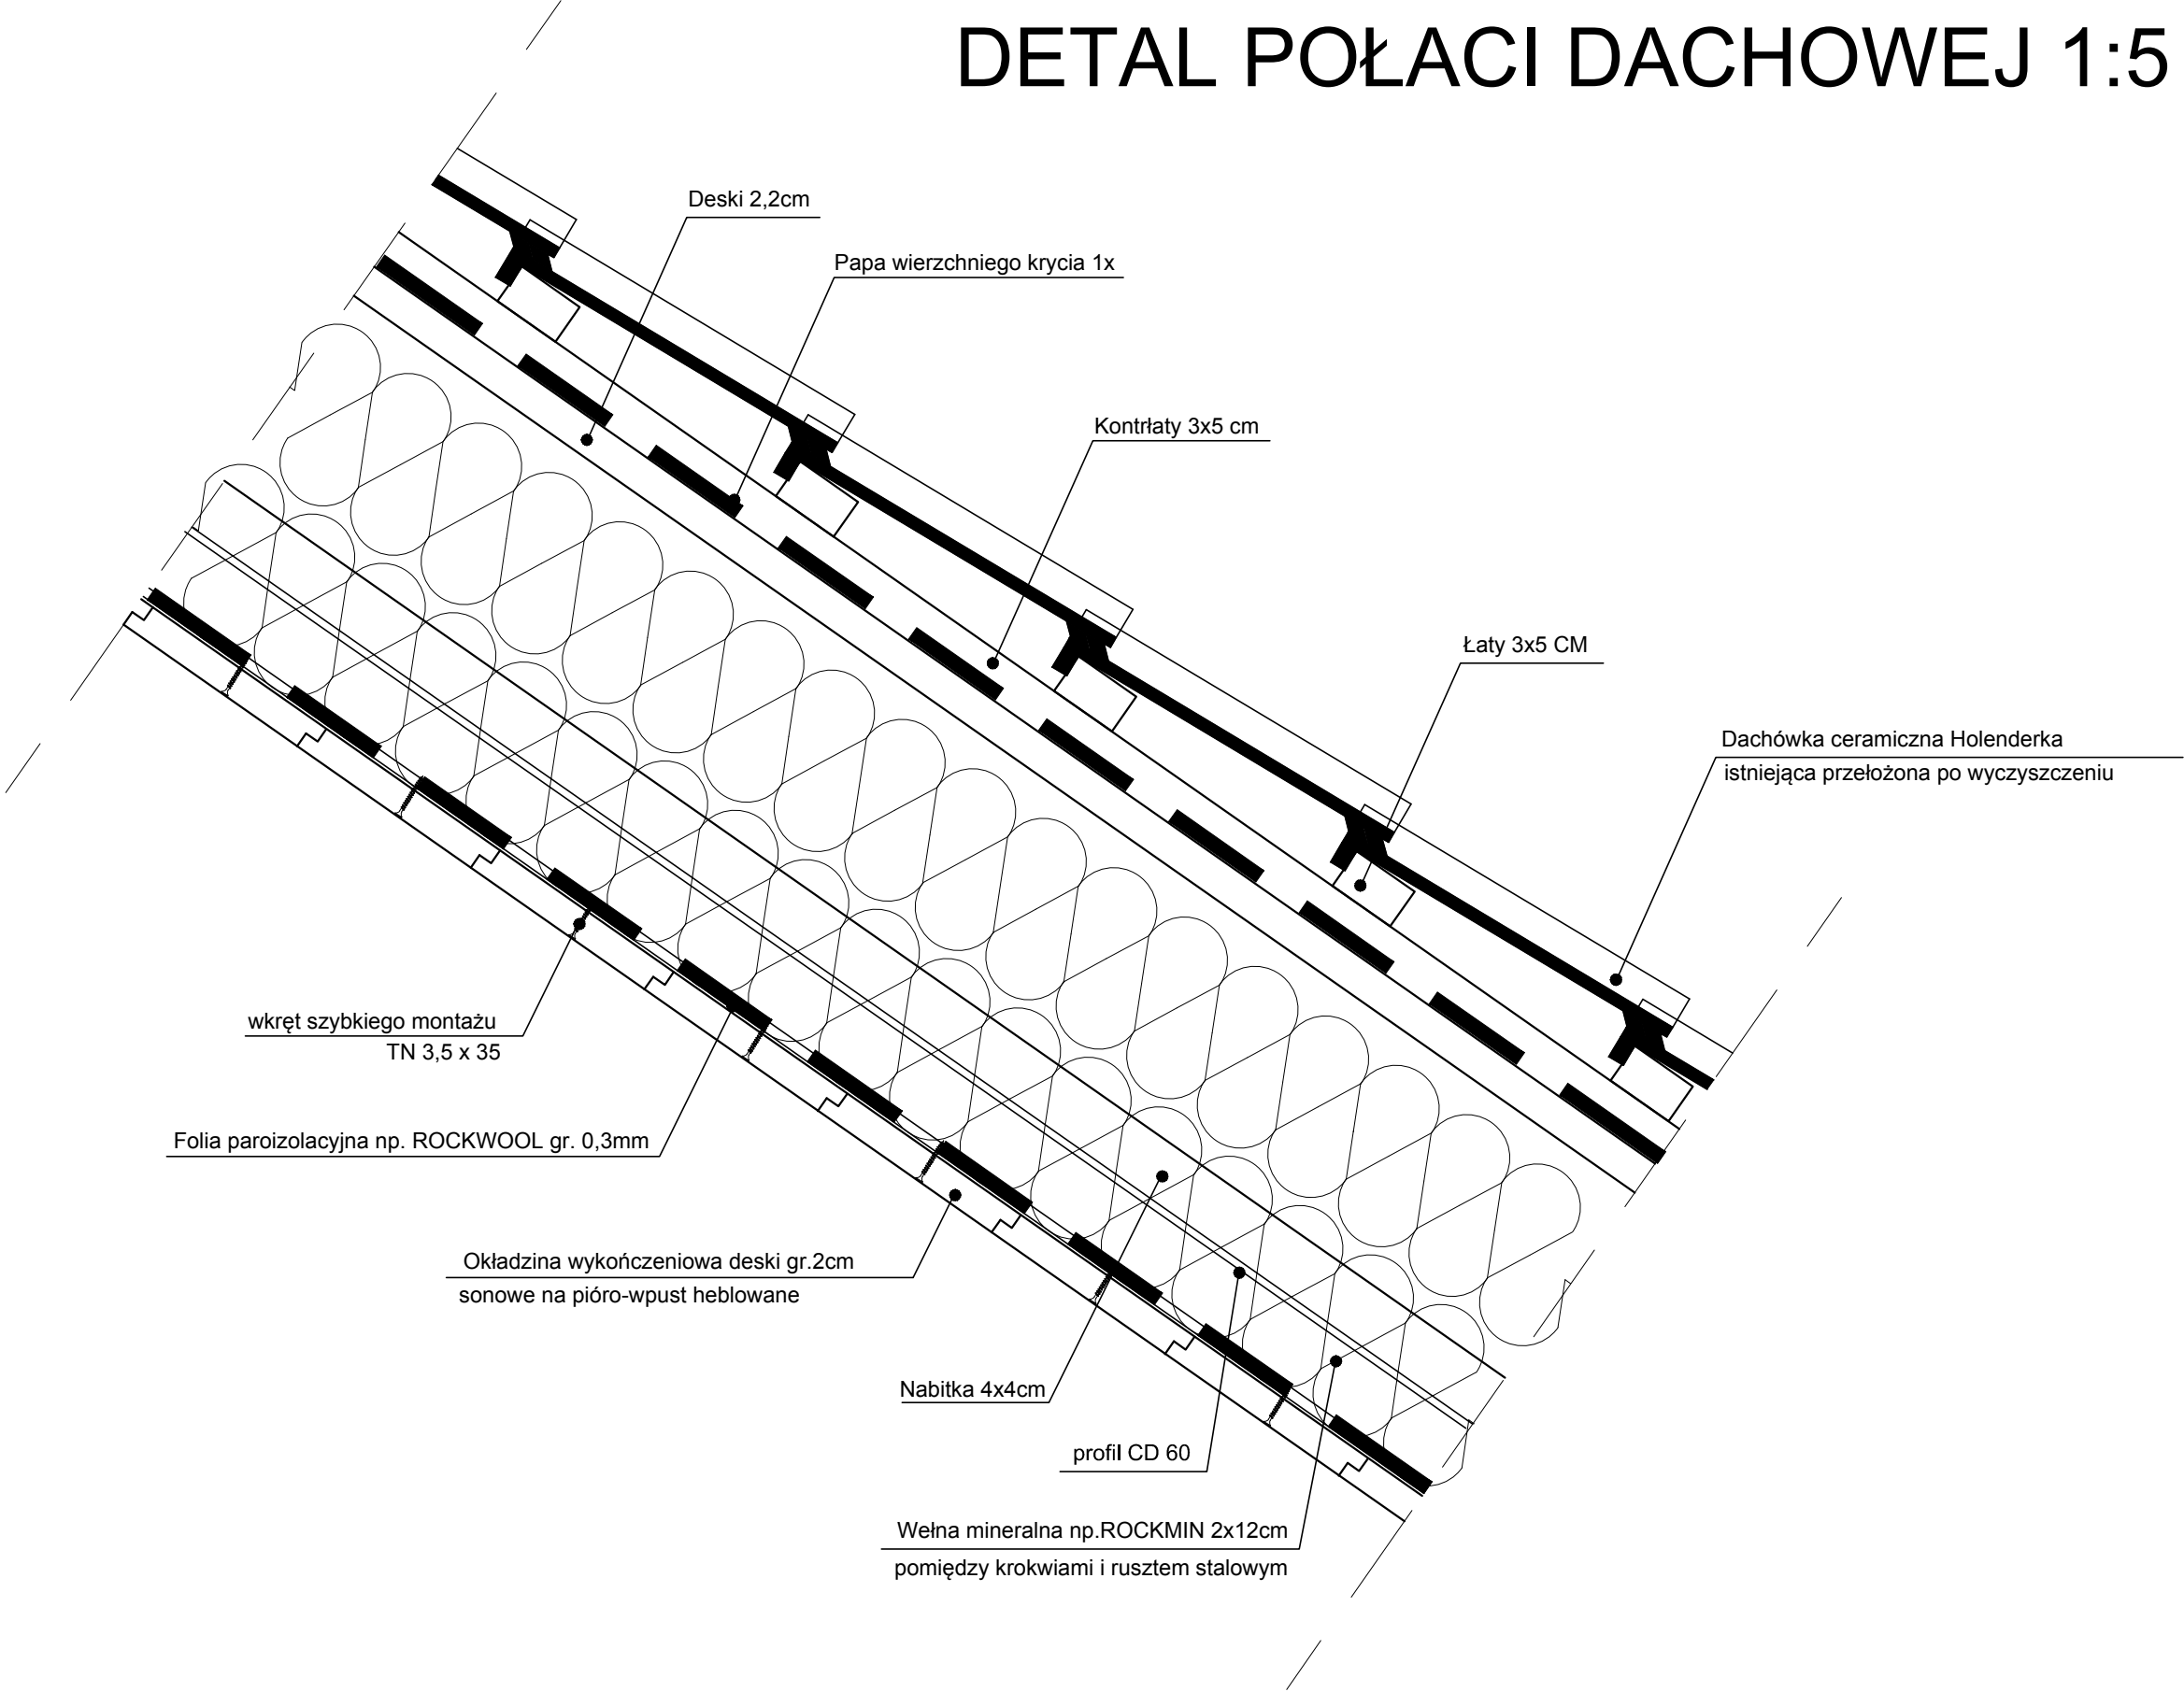 DETAL POŁACI DACHOWEJ 1:5
Deski 2,2cm
Papa wierzchniego krycia 1x
Kontrłaty 3x5 cm
Łaty 3x5 CM
Dachówka ceramiczna Holenderka
istniejąca przełożona po wyczyszczeniu
wkręt szybkiego montażu
TN 3,5 x 35
Folia paroizolacyjna np. ROCKWOOL gr. 0,3mm
Okładzina wykończeniowa deski gr.2cm
sonowe na pióro-wpust heblowane
Nabitka 4x4cm
profil CD 60
Wełna mineralna np.ROCKMIN 2x12cm
pomiędzy krokwiami i rusztem stalowym